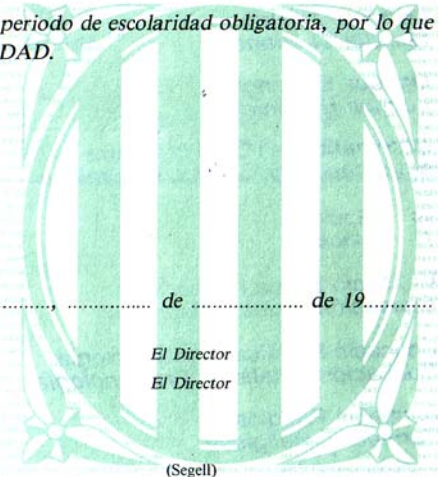 periodo de escolaridad obligatoria, por lo que
DAD.
.........., ................. de ....................... de 19..............
El Director
El Director
(Segell)